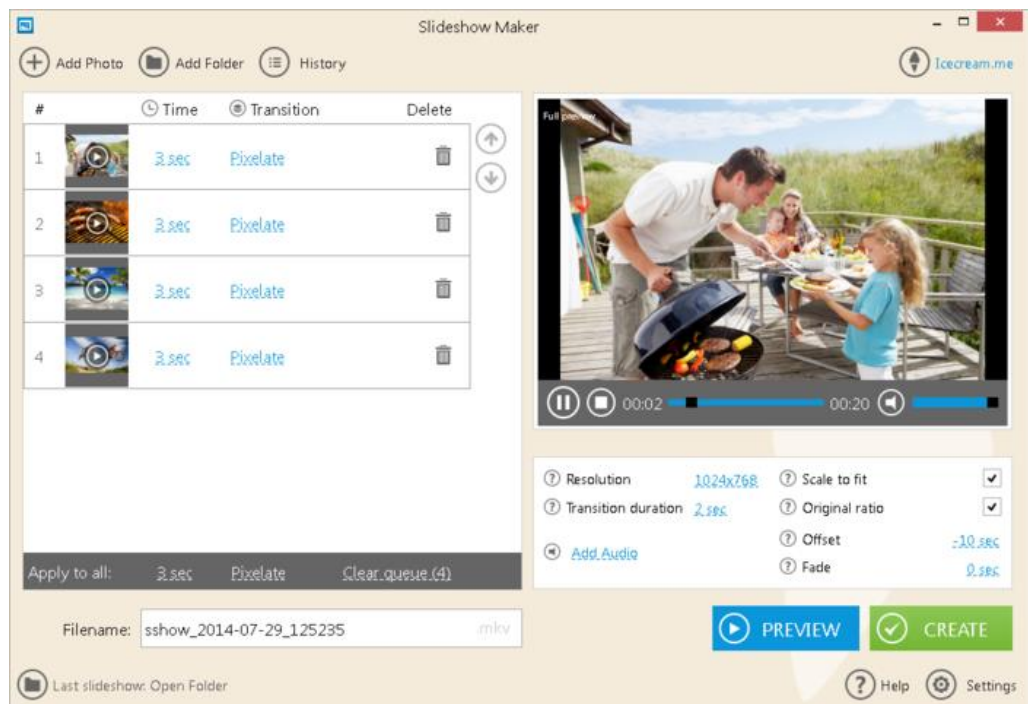 Slideshow Maker
Add Photo Add Folder History Icecream.me
# Time Transition Delete
1 3 sec Pixelate
2 3 sec Pixelate
3 3 sec Pixelate
4 3 sec Pixelate
Apply to all: 3 sec Pixelate Clear queue (4)
Full preview
00:02 00:20
? Resolution 1024x768 ? Scale to fit
? Transition duration 2 sec ? Original ratio
Add Audio ? Offset -10 sec
? Fade 0 sec
Filename: sshow_2014-07-29_125235 .mkv
PREVIEW CREATE
Last slideshow: Open Folder ? Help Settings